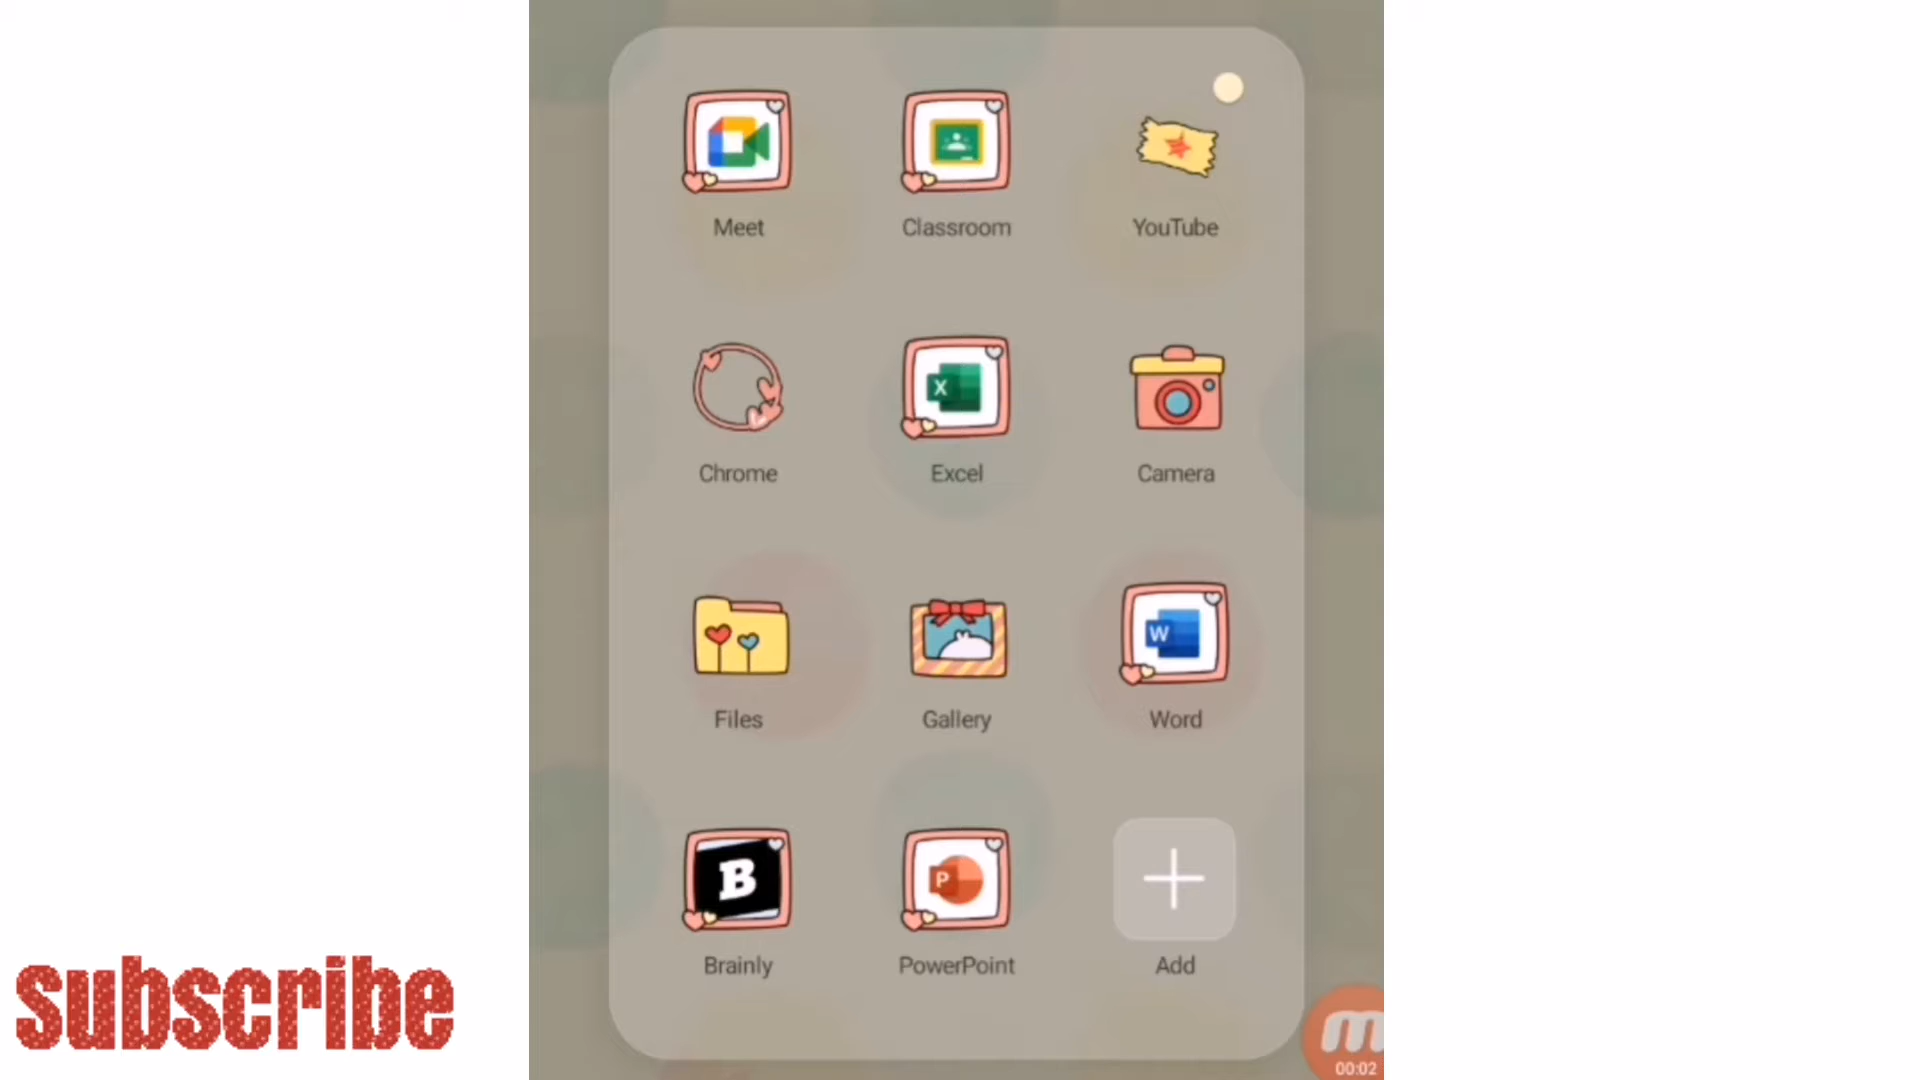 Meet Classroom YouTube
Chrome X Excel Camera
Files Gallery W Word
B Brainly P PowerPoint Add
subscribe
m
00:02